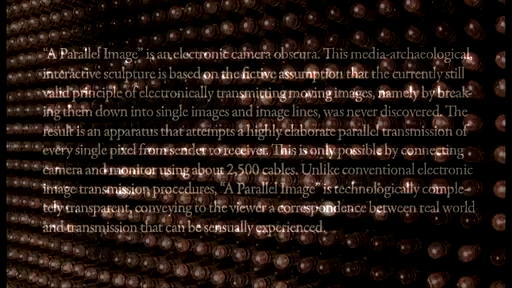 “A Parallel Image” is an electronic camera obscura. This media-archaeological,
interactive sculpture is based on the fictive assumption that the currently still
valid principle of electronically transmitting moving images, namely by break-
ing them down into single images and image lines, was never discovered. The
result is an apparatus that attempts a highly elaborate parallel transmission of
every single pixel from sender to receiver. This is only possible by connecting
camera and monitor using about 2,500 cables. Unlike conventional electronic
image transmission procedures, “A Parallel Image” is technologically comple-
tely transparent, conveying to the viewer a correspondence between real world
and transmission that can be sensually experienced.